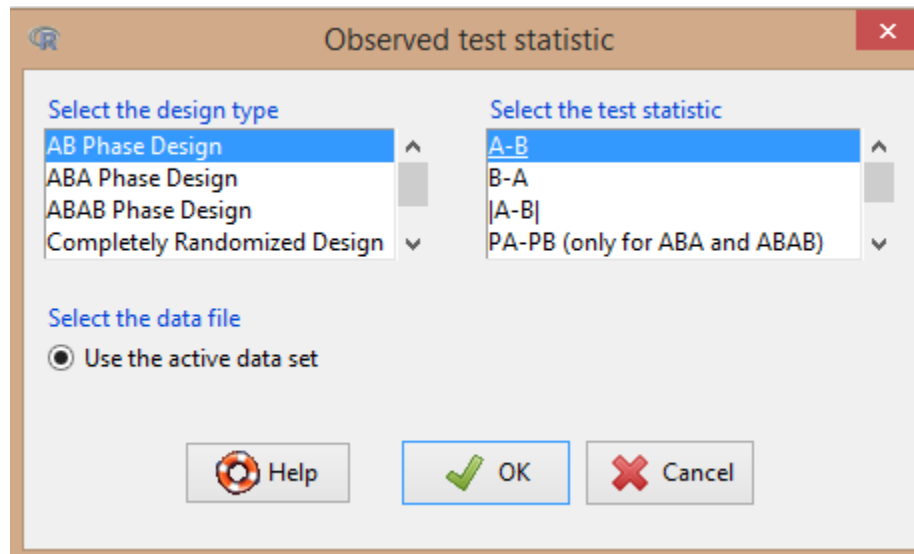 Observed test statistic
Select the design type
AB Phase Design
ABA Phase Design
ABAB Phase Design
Completely Randomized Design
Select the test statistic
A-B
B-A
|A-B|
PA-PB (only for ABA and ABAB)
Select the data file
Use the active data set
Help
OK
Cancel